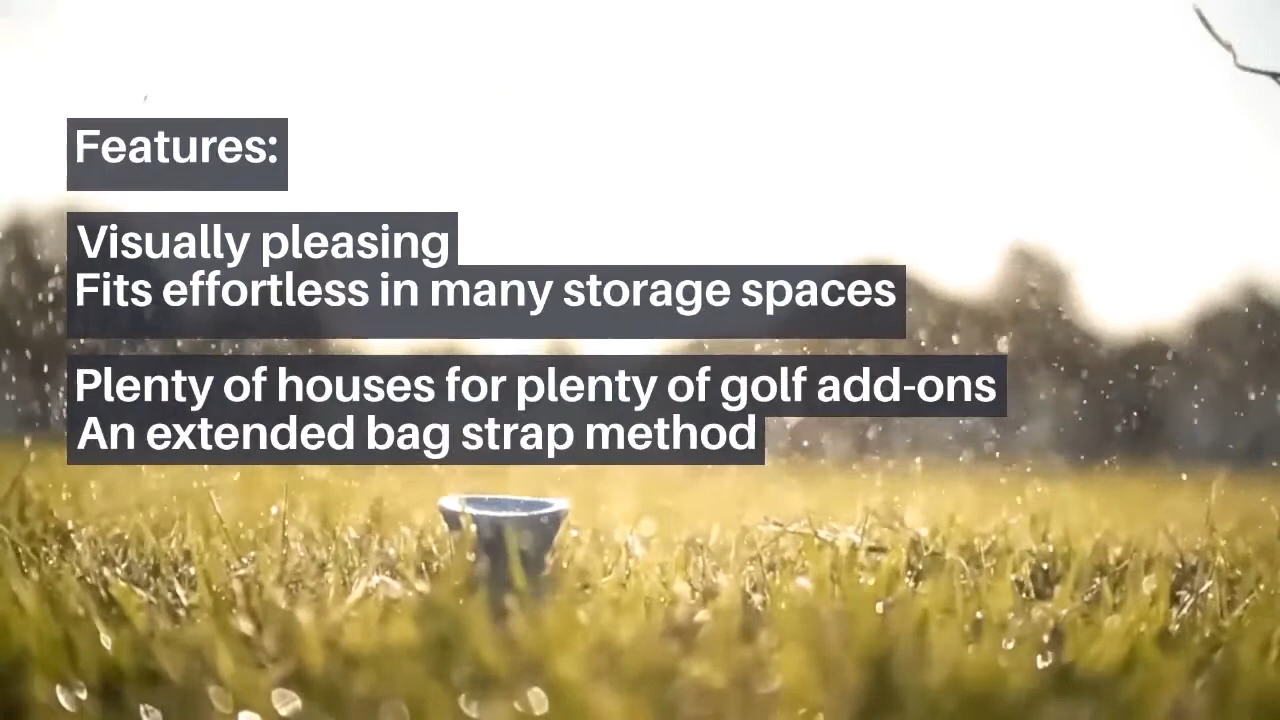 Features:
Visually pleasing
Fits effortless in many storage spaces
Plenty of houses for plenty of golf add-ons
An extended bag strap method